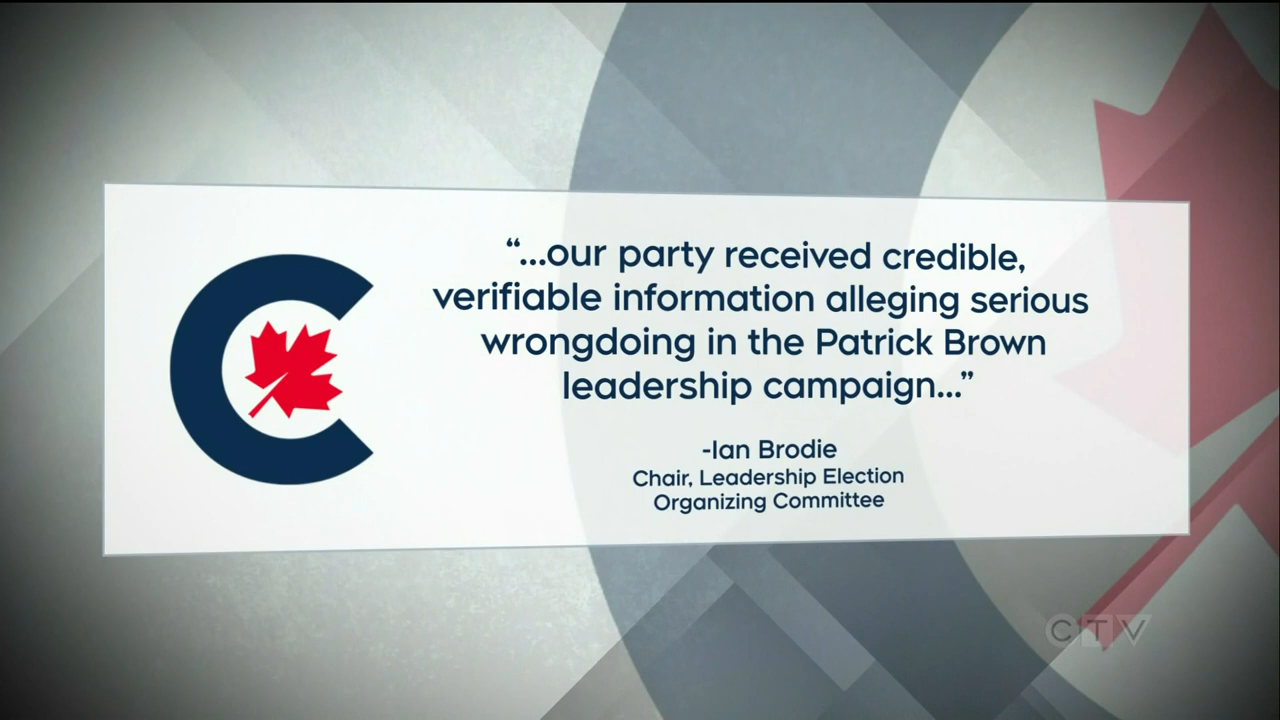 “...our party received credible,
verifiable information alleging serious
wrongdoing in the Patrick Brown
leadership campaign...”
-Ian Brodie
Chair, Leadership Election
Organizing Committee
CTV